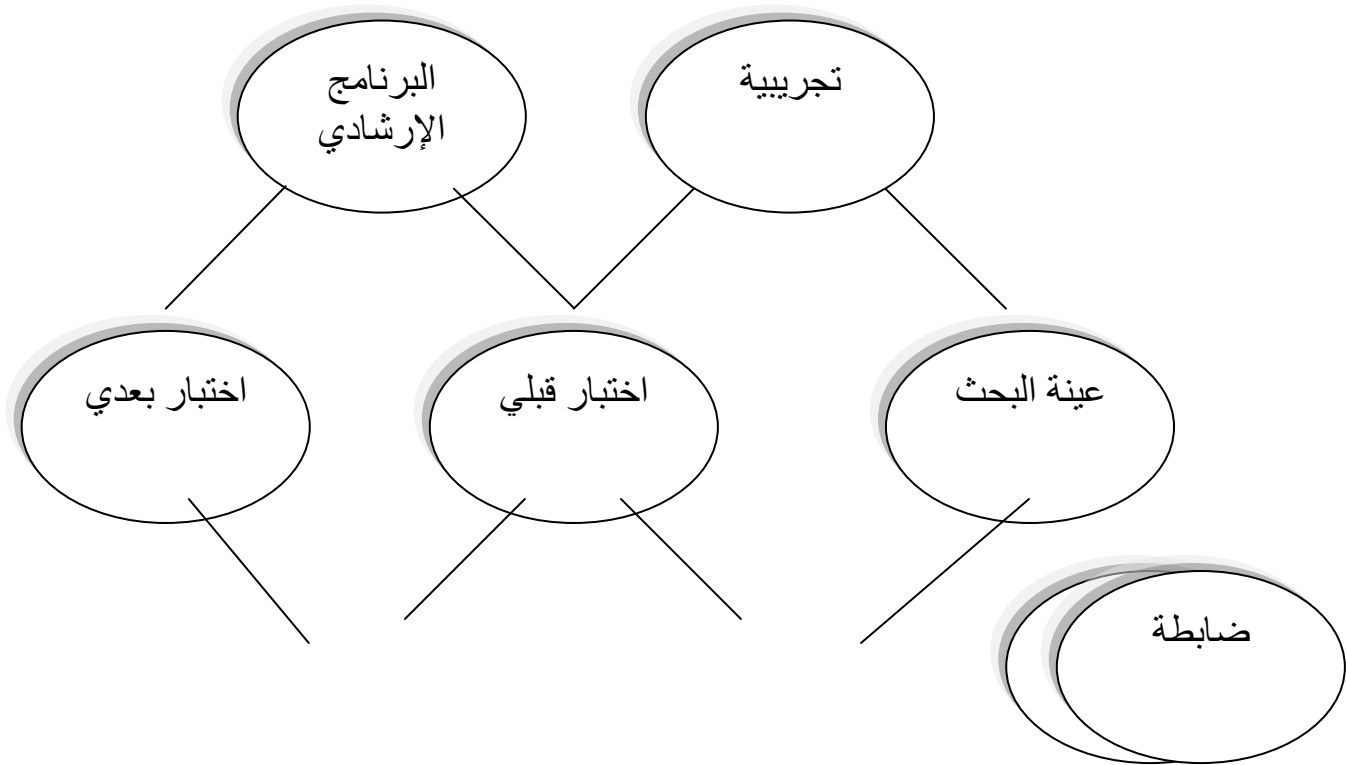 تجريبية
البرنامج
الإرشادي
عينة البحث
اختبار قبلي
اختبار بعدي
ضابطة